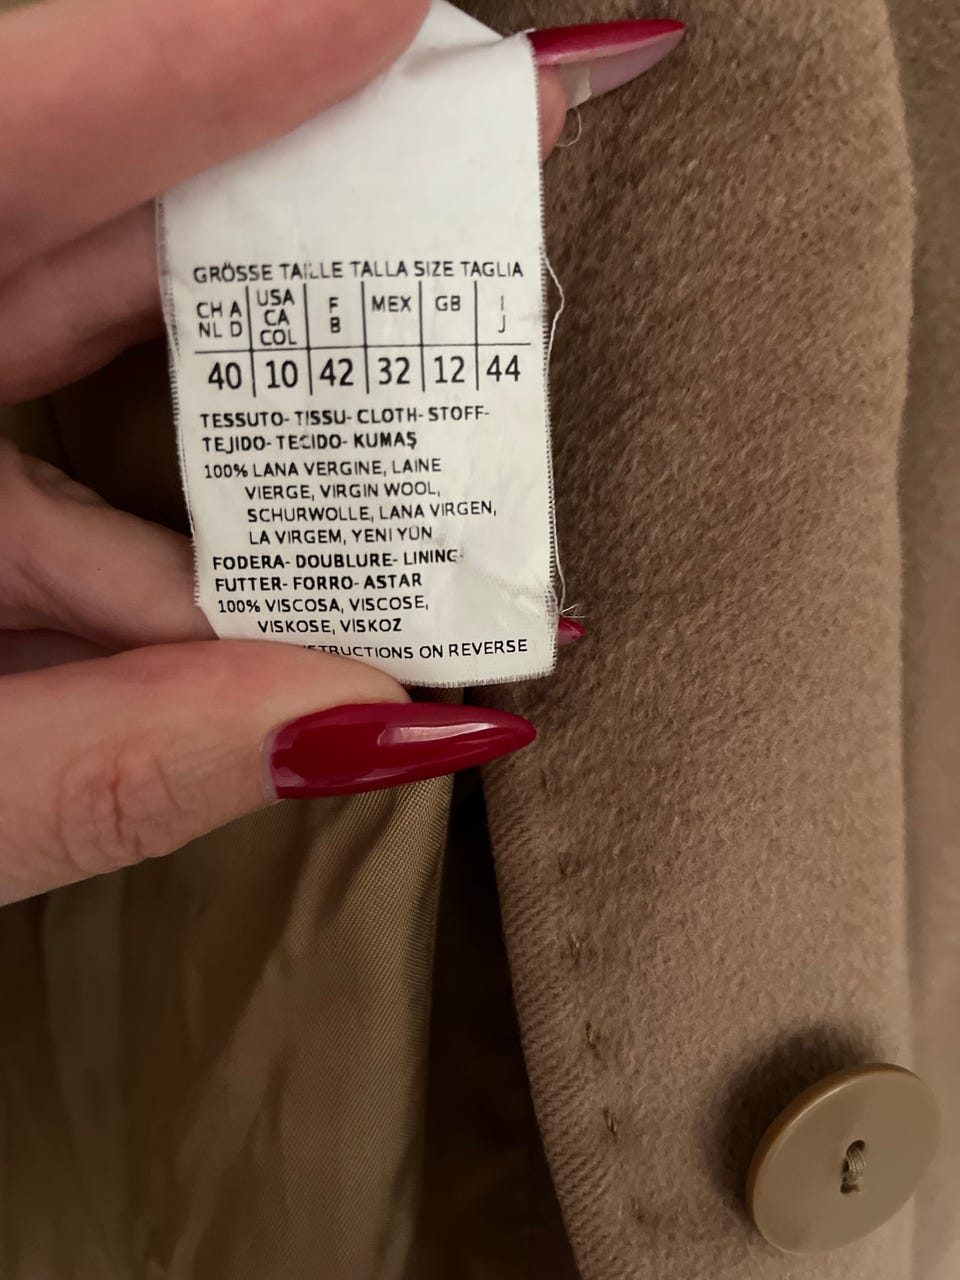 GRÖSSE TAILLE TALLA SIZE TAGLIA
CH A NL D | USA CA COL | F B | MEX | GB | I J
40 | 10 | 42 | 32 | 12 | 44
TESSUTO- TISSU- CLOTH- STOFF-
TEJIDO- TECIDO- KUMAŞ
100% LANA VERGINE, LAINE
VIERGE, VIRGIN WOOL,
SCHURWOLLE, LANA VIRGEN,
LA VIRGEM, YENI YÜN
FODERA- DOUBLURE- LINING-
FUTTER- FORRO- ASTAR
100% VISCOSA, VISCOSE,
VISKOSE, VISKOZ
ON REVERSE